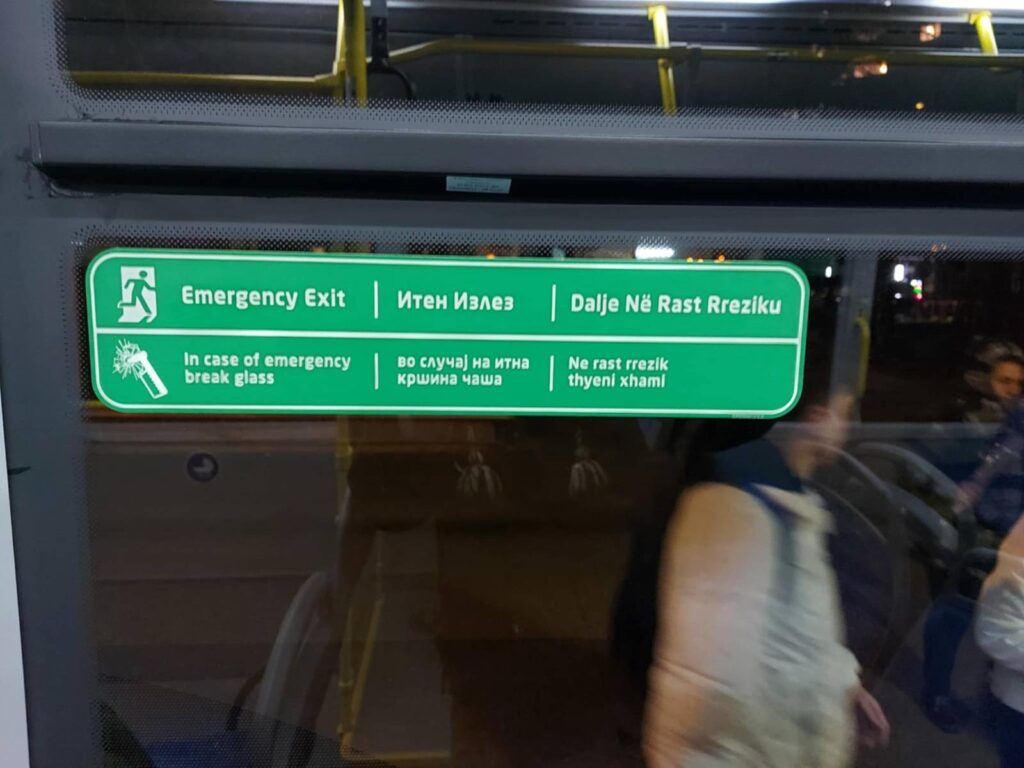 Emergency Exit
Итен Излез
Dalje Në Rast Rreziku
In case of emergency
break glass
во случај на итна
кршина чаша
Ne rast rrezik
thyeni xhami